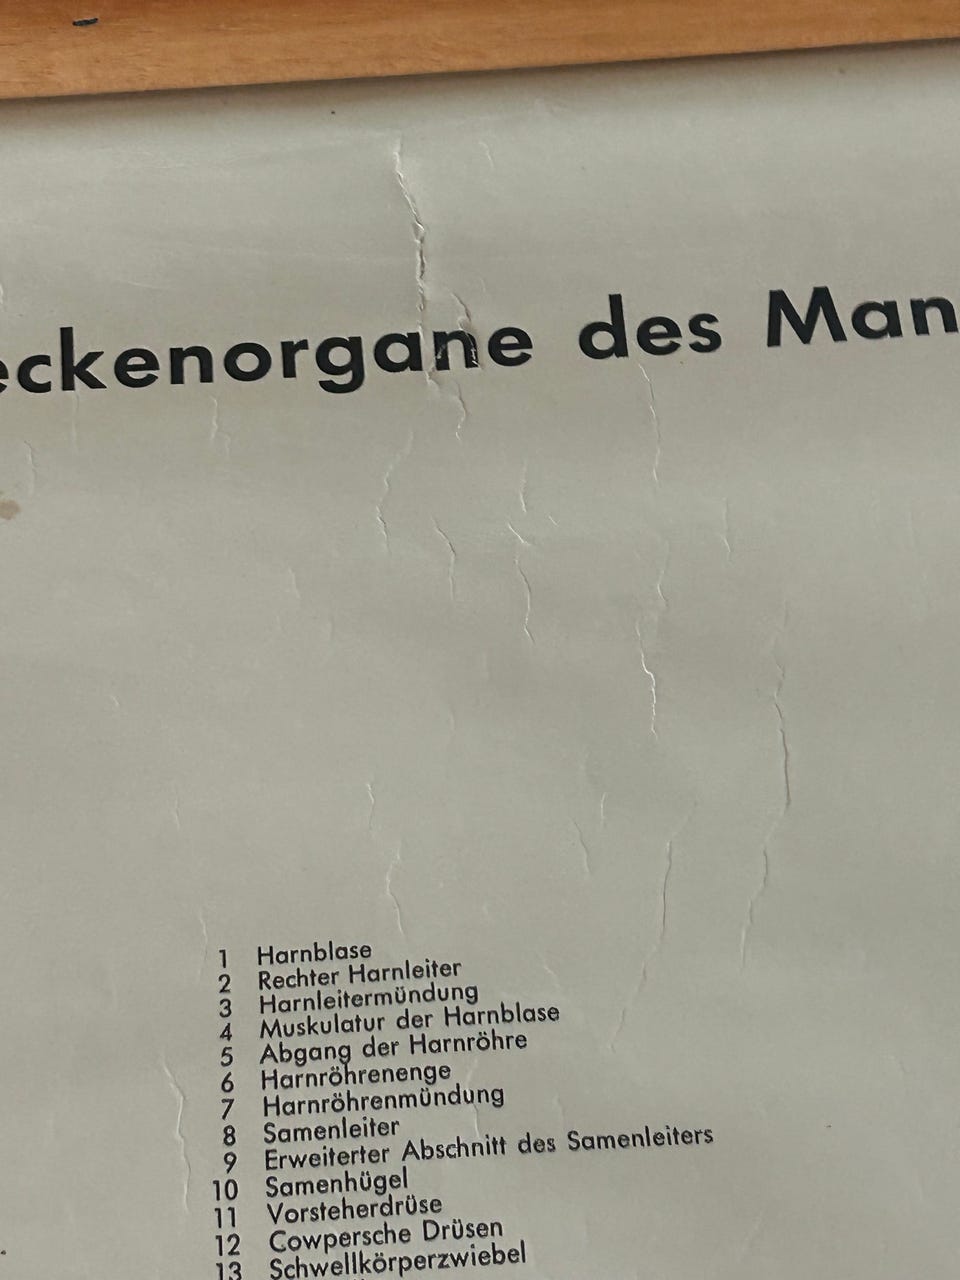 eckenorgane des Man
1 Harnblase
2 Rechter Harnleiter
3 Harnleitermündung
4 Muskulatur der Harnblase
5 Abgang der Harnröhre
6 Harnröhrenenge
7 Harnröhrenmündung
8 Samenleiter
9 Erweiterter Abschnitt des Samenleiters
10 Samenhügel
11 Vorsteherdrüse
12 Cowpersche Drüsen
13 Schwellkörperzwiebel